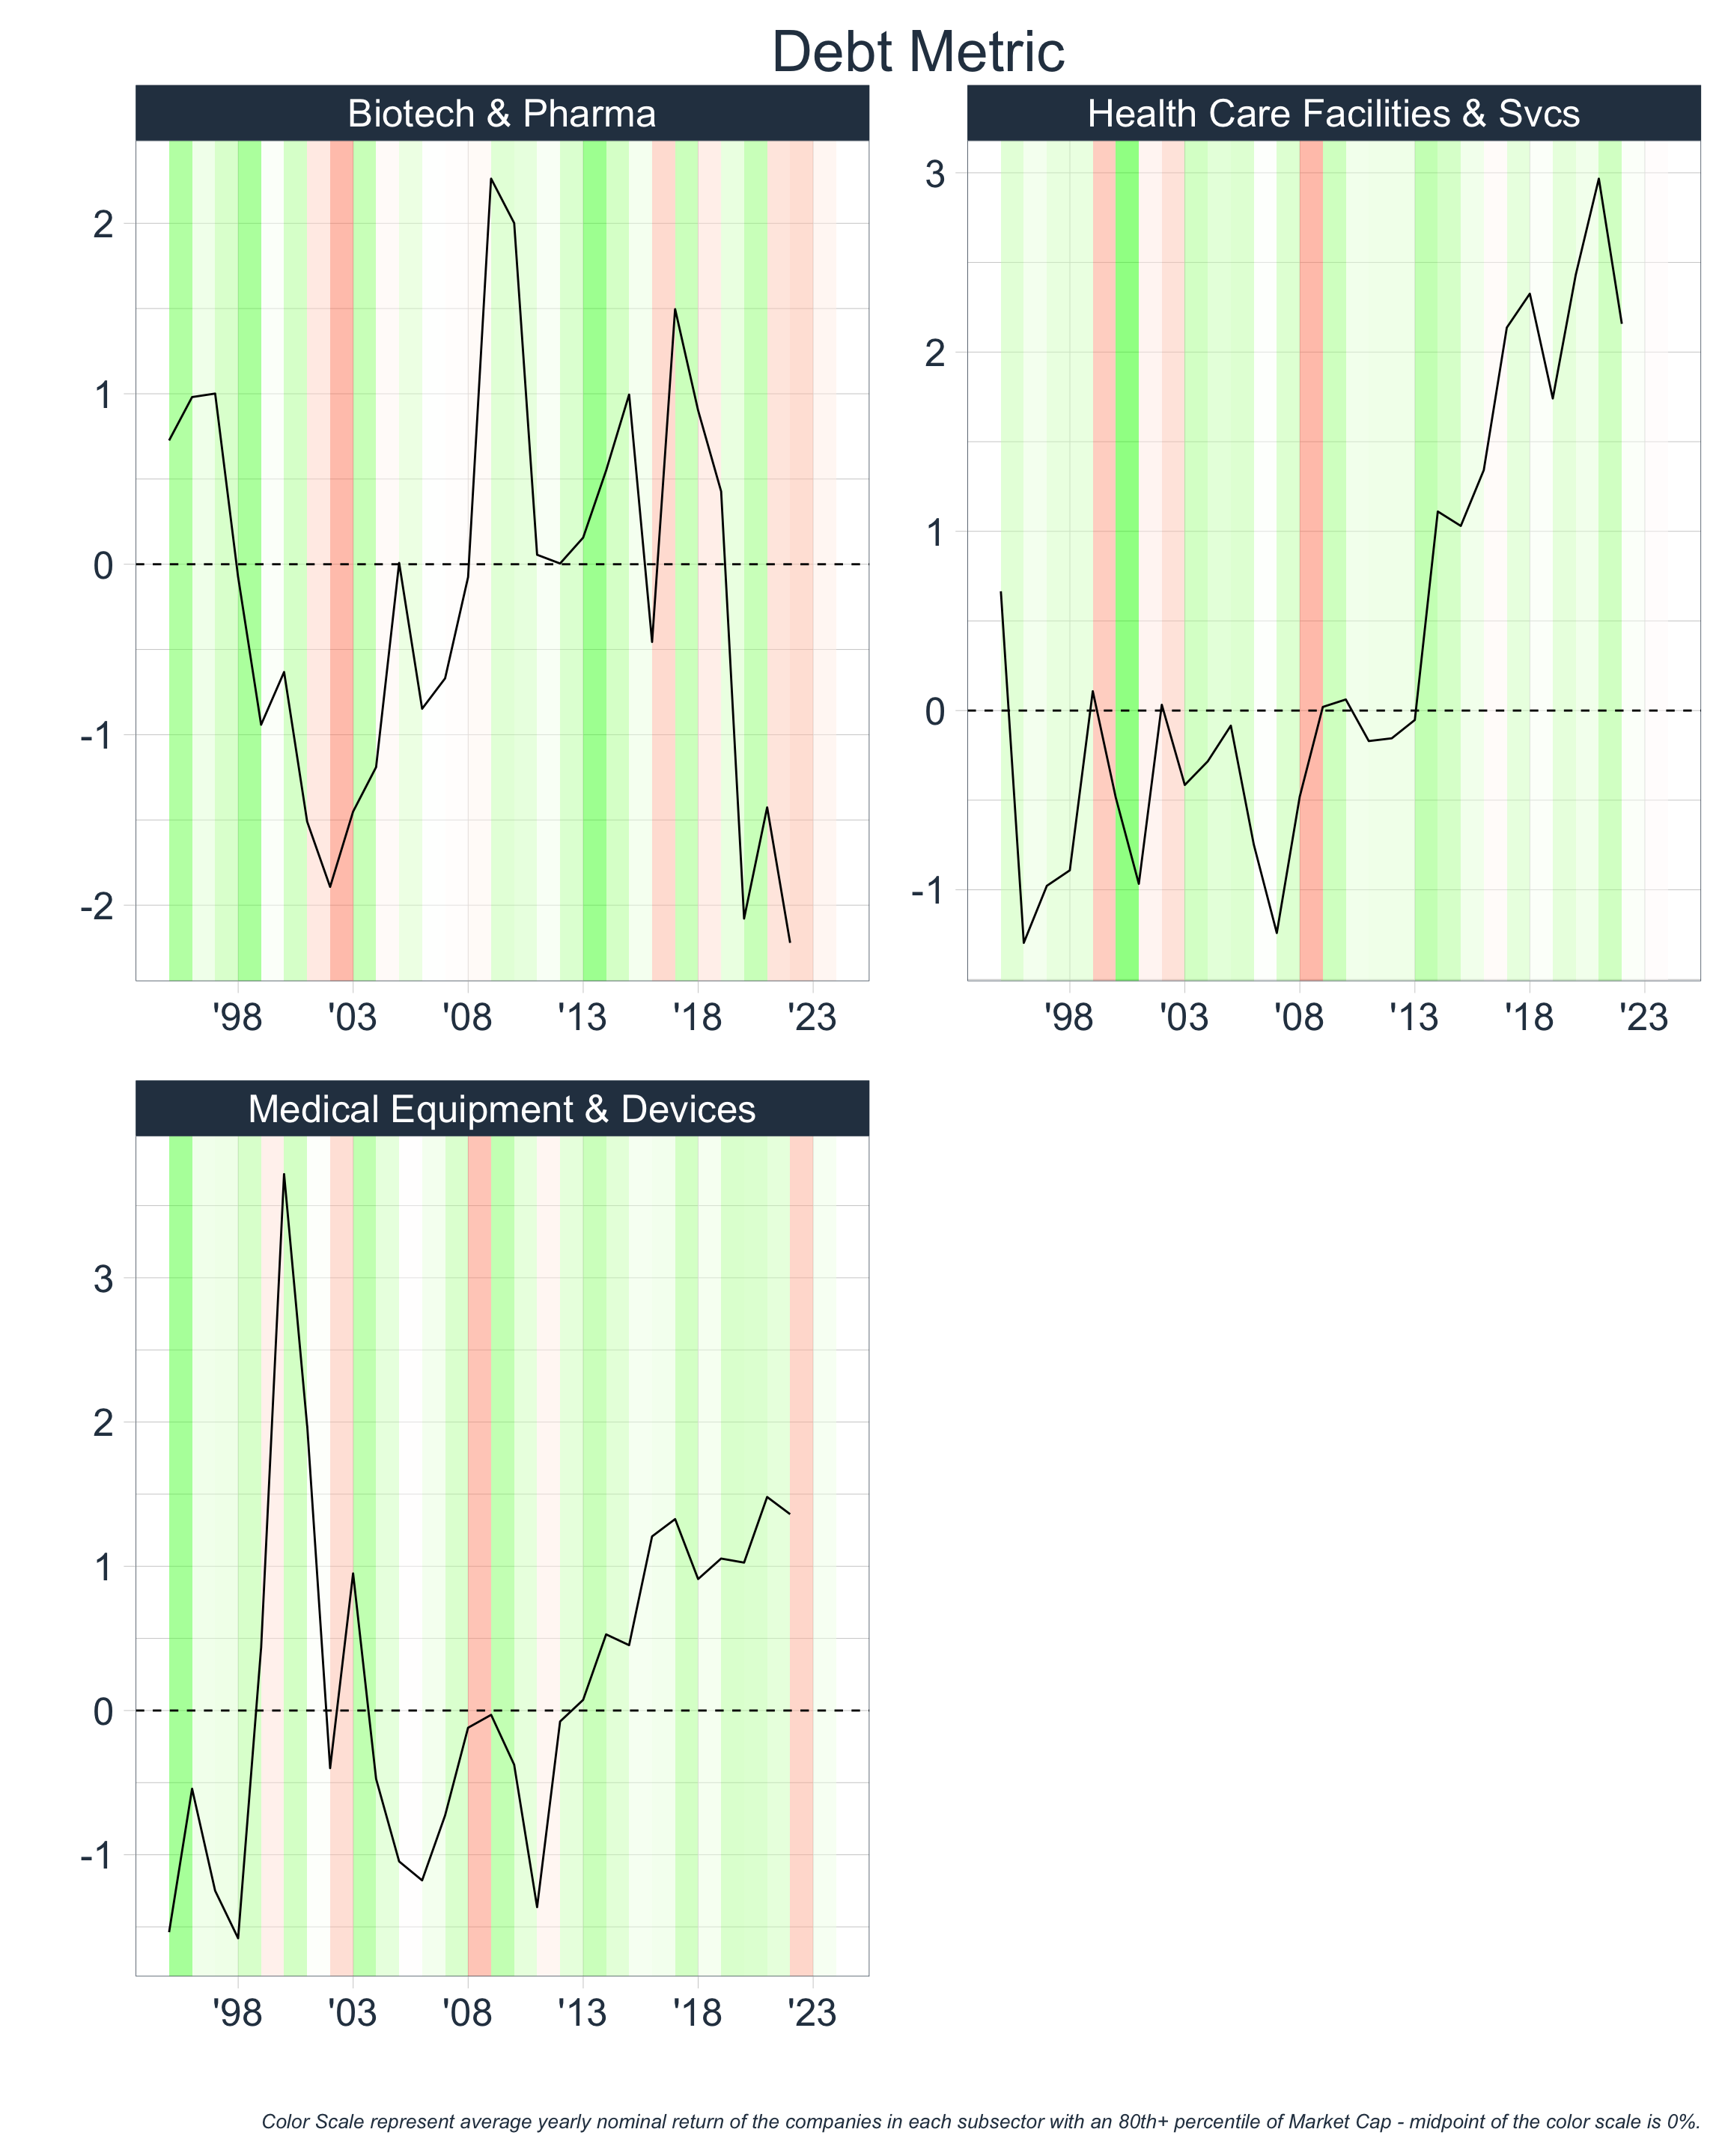 Debt Metric
Biotech & Pharma
Health Care Facilities & Svcs
2
1
0
-1
-2
3
2
1
0
-1
'98 '03 '08 '13 '18 '23
'98 '03 '08 '13 '18 '23
Medical Equipment & Devices
3
2
1
0
-1
'98 '03 '08 '13 '18 '23
Color Scale represent average yearly nominal return of the companies in each subsector with an 80th+ percentile of Market Cap - midpoint of the color scale is 0%.